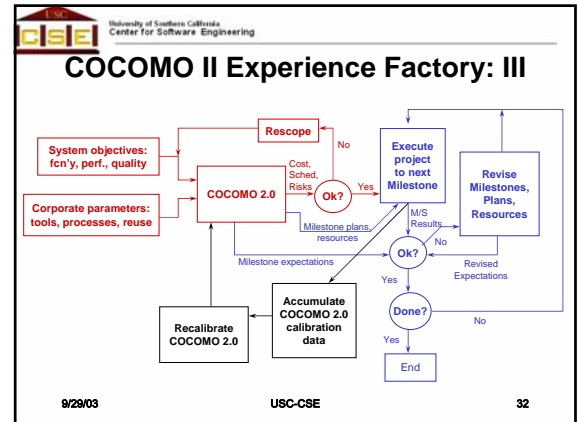 USC
CSE
University of Southern California
Center for Software Engineering
COCOMO II Experience Factory: III
System objectives:
fcn'y, perf., quality
Corporate parameters:
tools, processes, reuse
Rescope
No
COCOMO 2.0
Cost,
Sched,
Risks
Ok?
Yes
Execute
project
to next
Milestone
Revise
Milestones,
Plans,
Resources
Milestone plans,
resources
M/S
Results
Milestone expectations
Ok?
No
Revised
Expectations
Yes
Recalibrate
COCOMO 2.0
Accumulate
COCOMO 2.0
calibration
data
Done?
No
Yes
End
9/29/03
USC-CSE
32